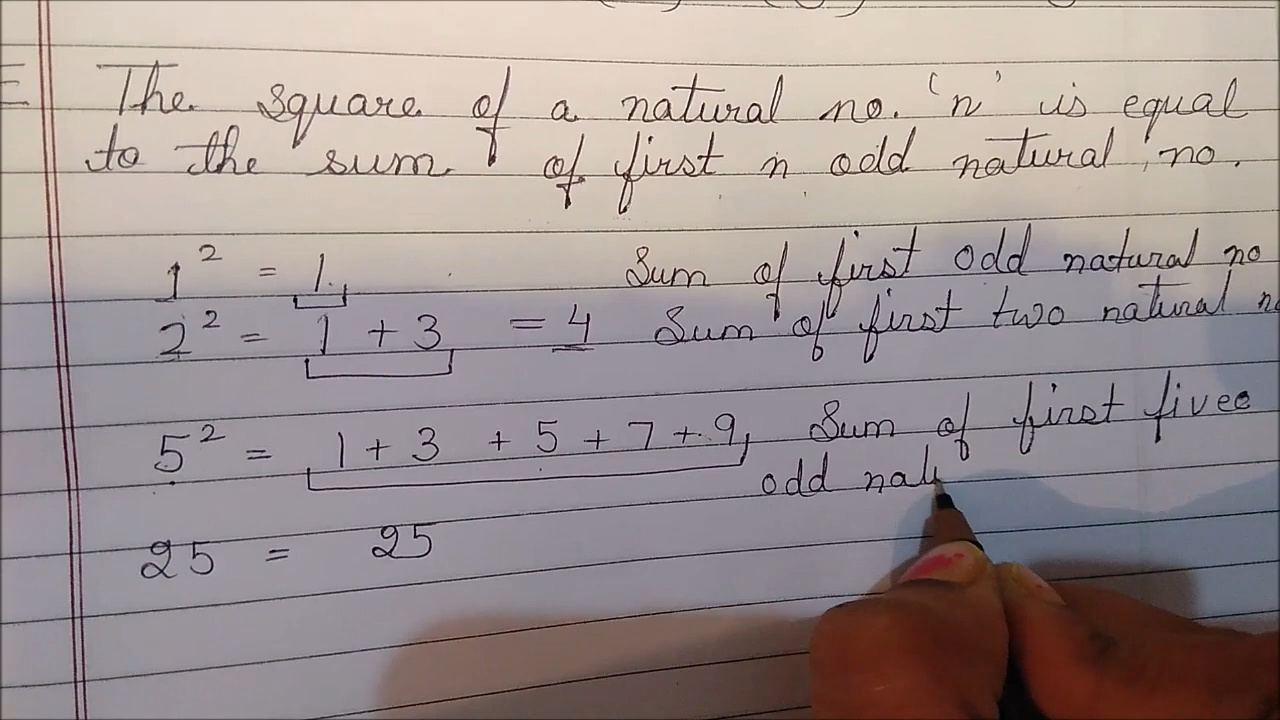 E The square of a natural no. 'n' is equal
to the sum of first n odd natural no.
1² = 1 Sum of first odd natural no
2² = 1 + 3 = 4 Sum of first two natural n
5² = 1 + 3 + 5 + 7 + 9, Sum of first five
odd natu
25 = 25